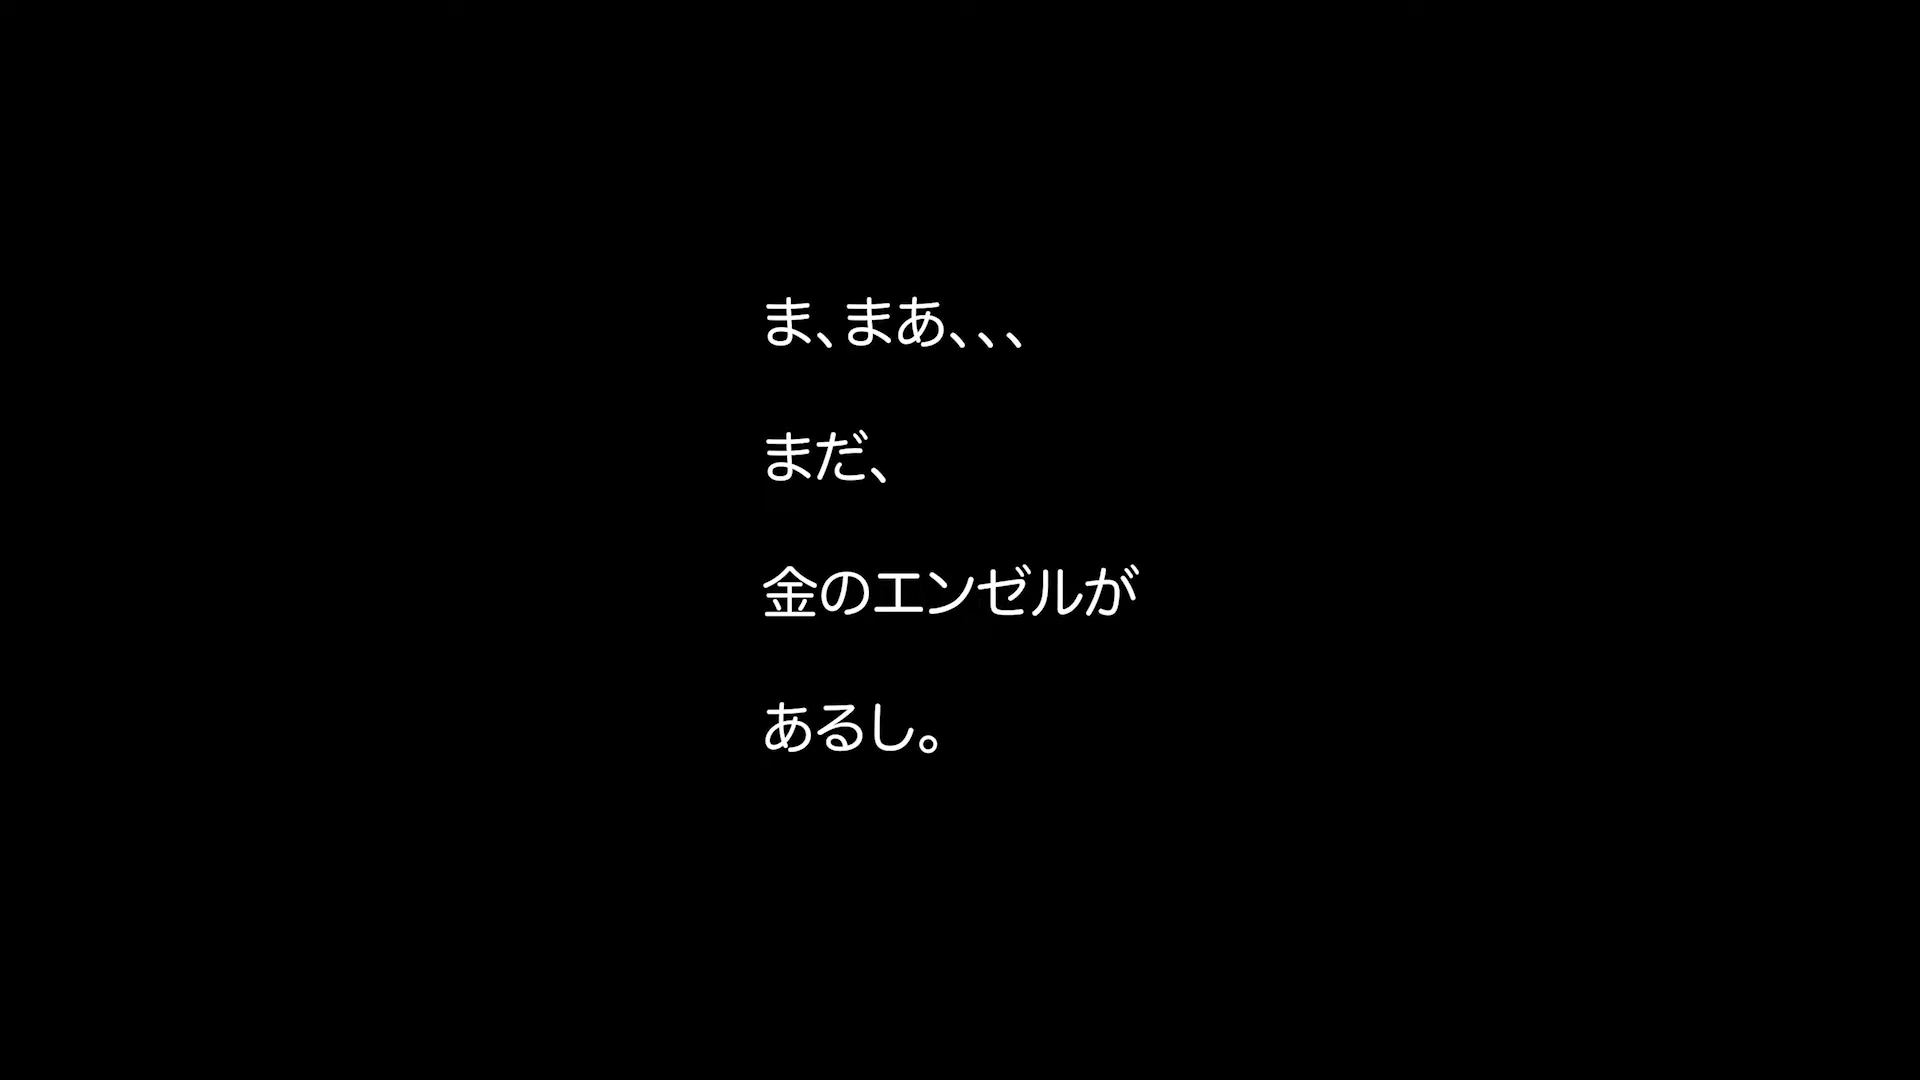 ま、まあ、、、
まだ、
金のエンゼルが
あるし。